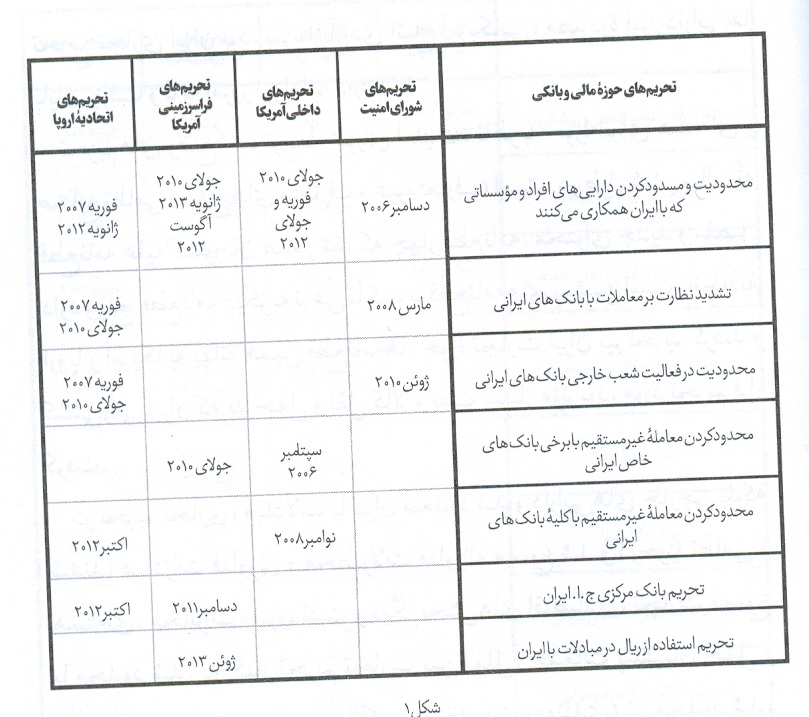 تحریم‌های حوزهٔ مالی و بانکی
تحریم‌های
شورای امنیت
تحریم‌های
داخلی آمریکا
تحریم‌های
فراسرزمینی
آمریکا
تحریم‌های
اتحادیهٔ اروپا
محدودیت و مسدود کردن دارایی‌های افراد و مؤسساتی
که با ایران همکاری می‌کنند
دسامبر ۲۰۰۶
جولای ۲۰۱۰
فوریه و
جولای
۲۰۱۲
جولای ۲۰۱۰
ژانویه ۲۰۱۳
آگوست
۲۰۱۲
فوریه ۲۰۰۷
ژانویه ۲۰۱۲
تشدید نظارت بر معاملات با بانک‌های ایرانی
مارس ۲۰۰۸
فوریه ۲۰۰۷
جولای ۲۰۱۰
محدودیت در فعالیت شعب خارجی بانک‌های ایرانی
ژوئن ۲۰۱۰
فوریه ۲۰۰۷
جولای ۲۰۱۰
محدود کردن معاملهٔ غیرمستقیم با برخی بانک‌های
خاص ایرانی
سپتامبر
۲۰۰۶
جولای ۲۰۱۰
محدود کردن معاملهٔ غیرمستقیم با کلیهٔ بانک‌های
ایرانی
نوامبر ۲۰۰۸
اکتبر ۲۰۱۲
تحریم بانک مرکزی ج.ا. ایران
دسامبر ۲۰۱۱
اکتبر ۲۰۱۲
تحریم استفاده از ریال در مبادلات با ایران
ژوئن ۲۰۱۳
شکل ۱